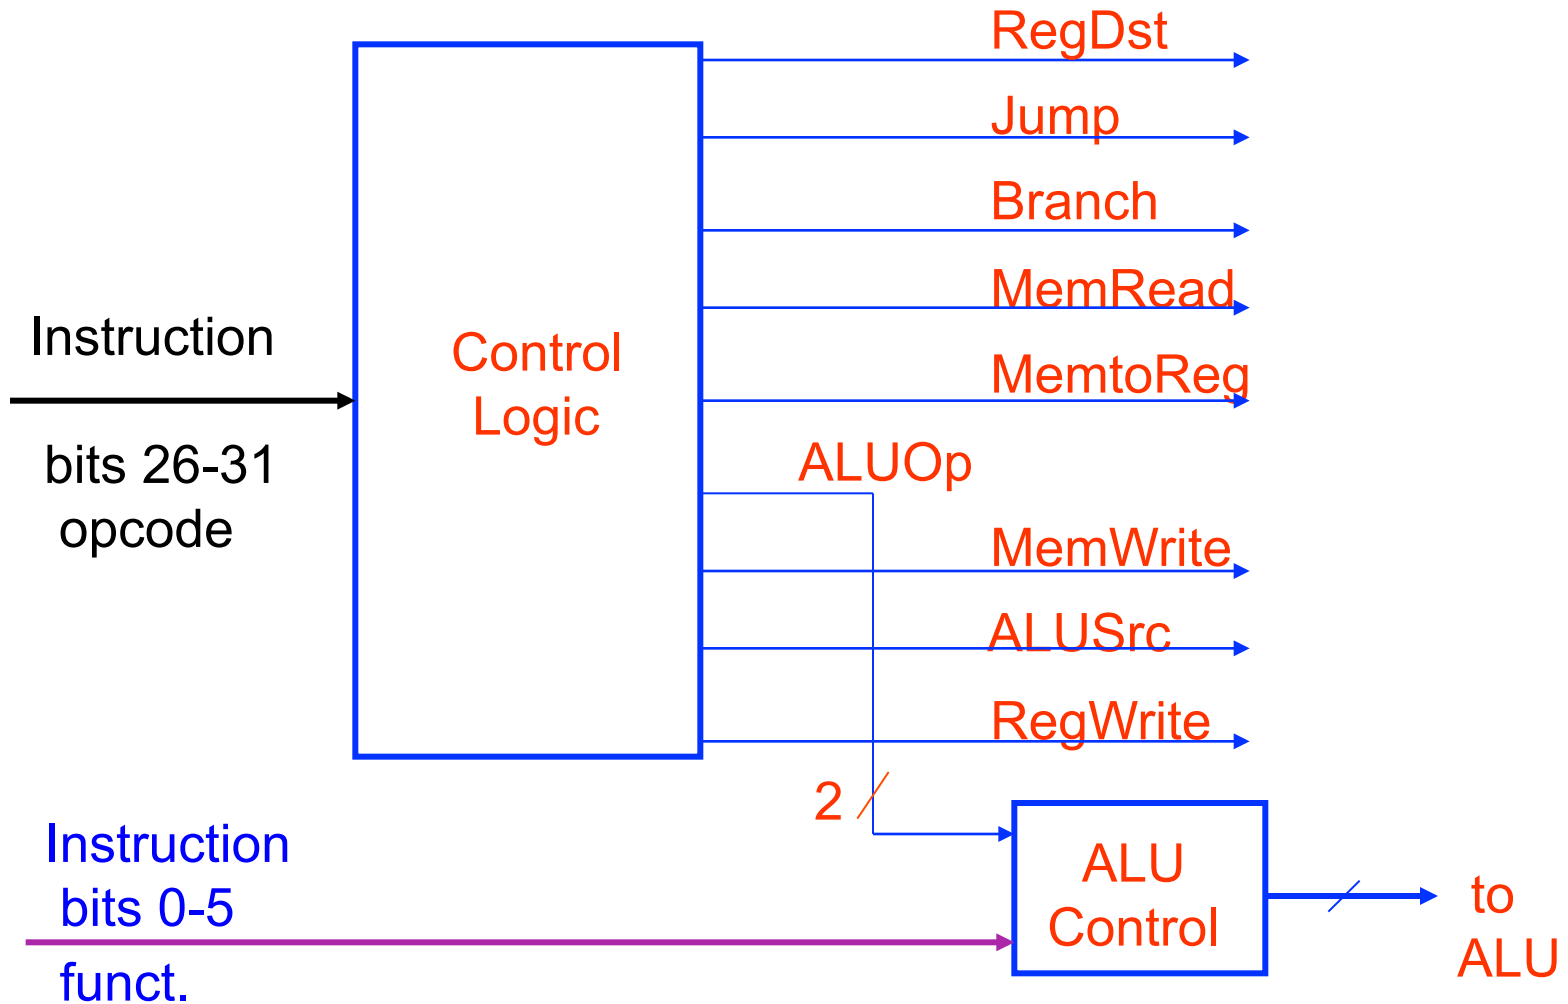 RegDst
Jump
Branch
MemRead
MemtoReg
Instruction
bits 26-31
opcode
Control
Logic
ALUOp
MemWrite
ALUSrc
RegWrite
2
Instruction
bits 0-5
funct.
ALU
Control
to
ALU